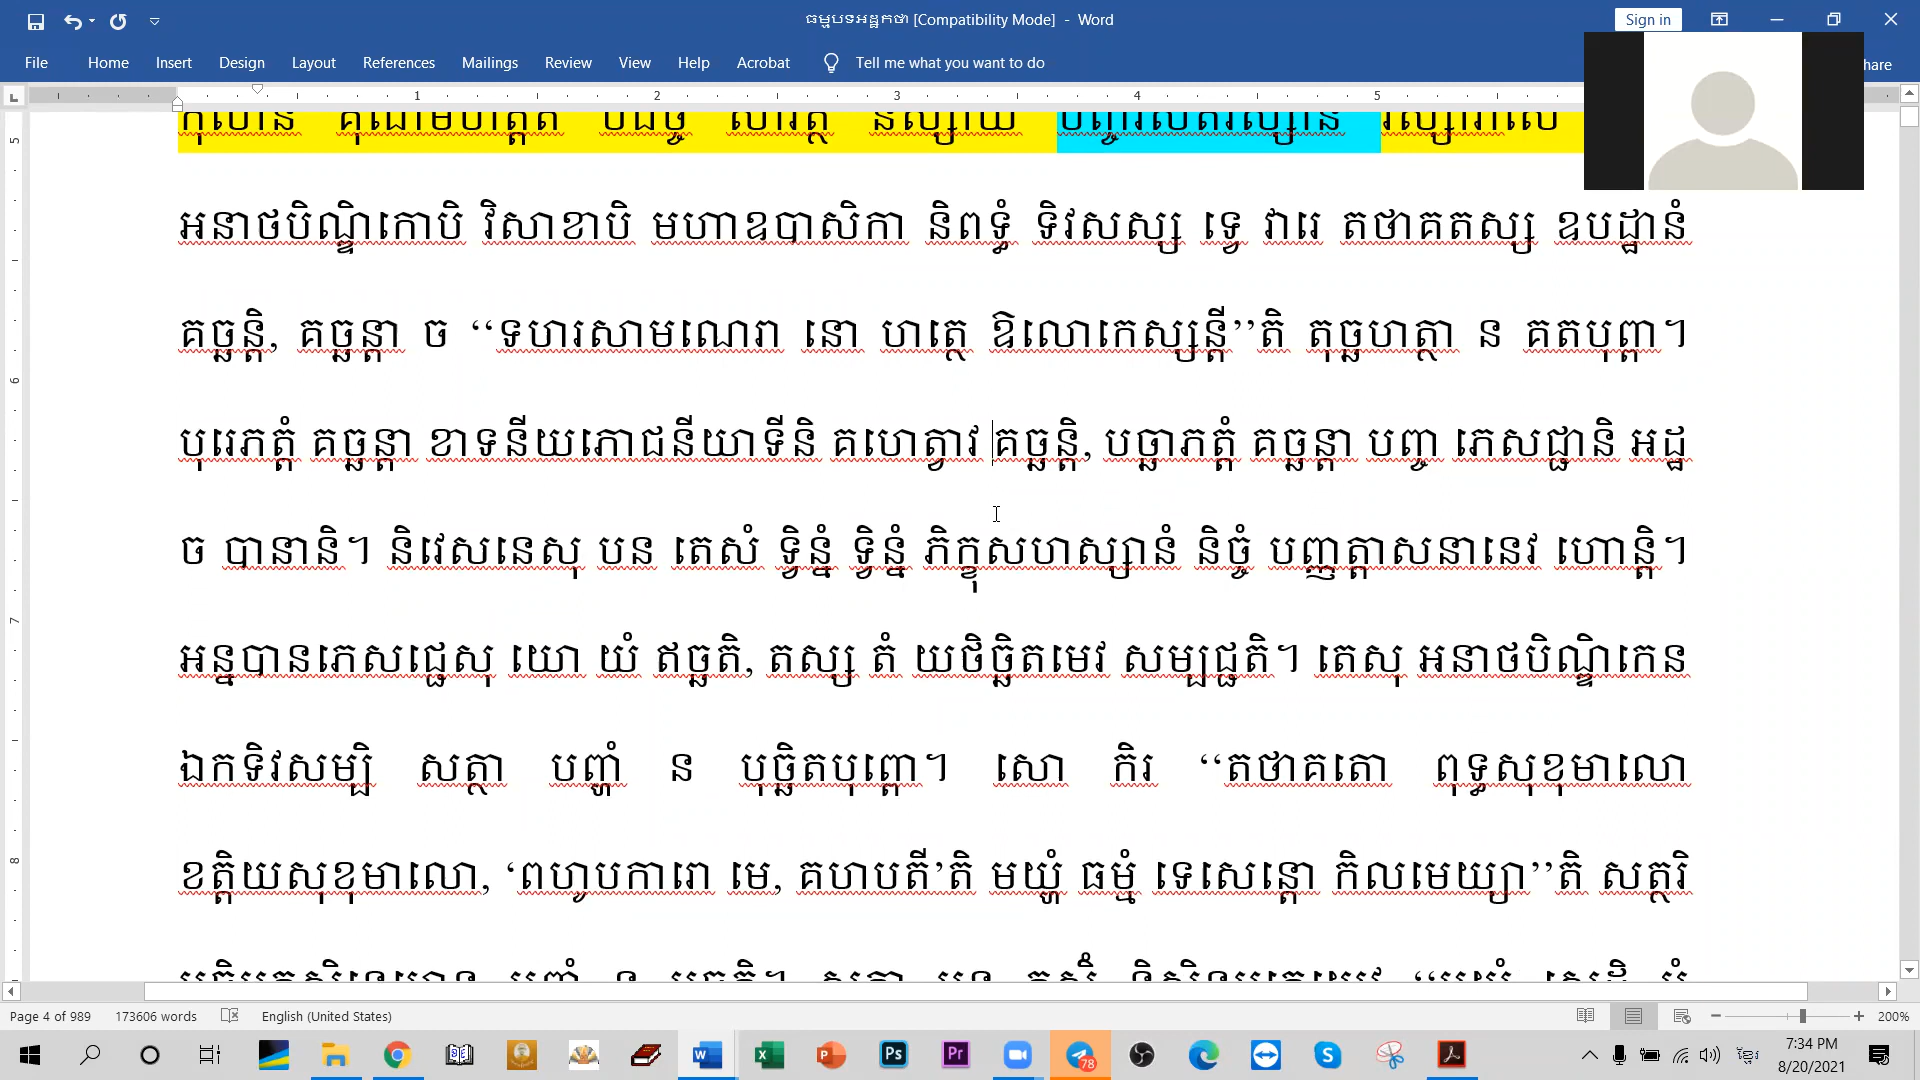 ធម្មបទអដ្ឋកថា [Compatibility Mode] - Word
Sign in
File Home Insert Design Layout References Mailings Review View Help Acrobat Tell me what you want to do hare
1 2 3 4 5
អនាថបិណ្ឌិកោបិ វិសាខាបិ មហាឧបាសិកា និពទ្ធំ ទិវសស្ស ទ្វេ វារេ តថាគតស្ស ឧបដ្ឋានំ
គច្ឆន្តិ, គច្ឆន្តា ច ‘‘ទហរសាមណេរា នោ ហត្ថេ ឱលោកេស្សន្តី’’តិ តុច្ឆហត្ថា ន គតបុព្ពា។
បុរេភត្តំ គច្ឆន្តា ខាទនីយភោជនីយាទីនិ គហេត្វាវ គច្ឆន្តិ, បច្ឆាភត្តំ គច្ឆន្តា បញ្ច ភេសជ្ជានិ អដ្ឋ
ច បានានិ។ និវេសនេសុ បន តេសំ ទ្វិន្នំ ទ្វិន្នំ ភិក្ខុសហស្សានំ និច្ចំ បញ្ញត្តាសនានេវ ហោន្តិ។
អន្នបានភេសជ្ជេសុ យោ យំ ឥច្ឆតិ, តស្ស តំ យថិច្ឆិតមេវ សម្បជ្ជតិ។ តេសុ អនាថបិណ្ឌិកេន
ឯកទិវសម្បិ សត្ថា បញ្ហំ ន បុច្ឆិតបុព្ពោ។ សោ កិរ ‘‘តថាគតោ ពុទ្ធសុខុមាលោ
ខត្តិយសុខុមាលោ, ‘ពហូបការោ មេ, គហបតី’តិ មយ្ហំ ធម្មំ ទេសេន្តោ កិលមេយ្យា’’តិ សត្ថរិ
5
6
7
8
Page 4 of 989 173606 words English (United States) 200%
78
ខ្មែរ
7:34 PM
8/20/2021